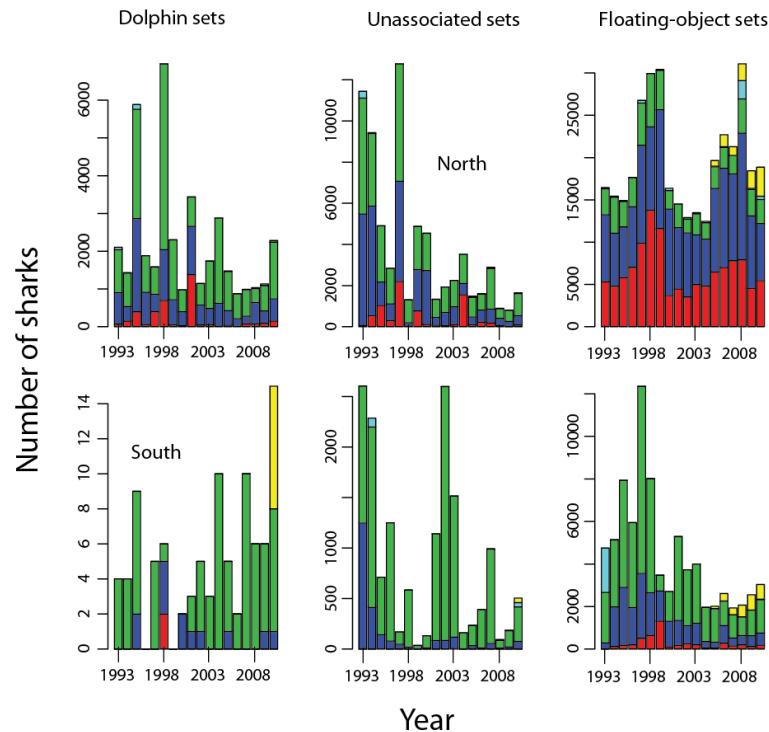 Dolphin sets
Unassociated sets
Floating-object sets
Number of sharks
0 2000 4000 6000
1993 1998 2003 2008
North
0 2000 6000 10000
1993 1998 2003 2008
0 5000 15000 25000
1993 1998 2003 2008
South
0 2 4 6 8 10 12 14
1993 1998 2003 2008
0 500 1000 2000
1993 1998 2003 2008
0 2000 6000 10000
1993 1998 2003 2008
Year